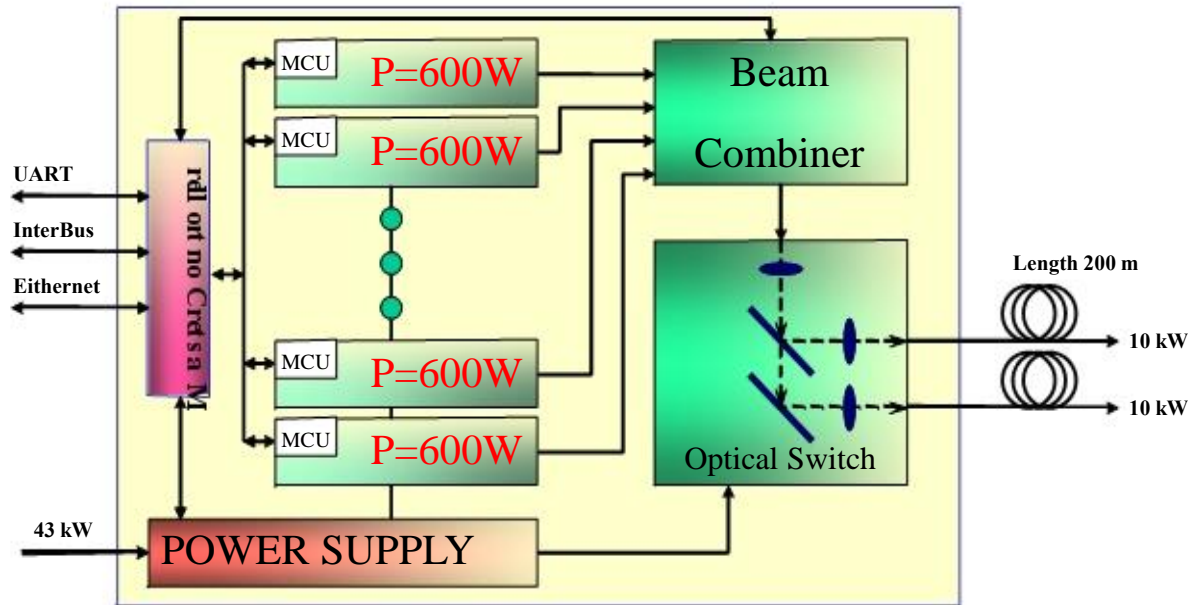 MCU
P=600W
Beam
Combiner
MCU
P=600W
UART
InterBus
Eithernet
Length 200 m
10 kW
10 kW
MCU
P=600W
MCU
P=600W
Optical Switch
43 kW
POWER SUPPLY